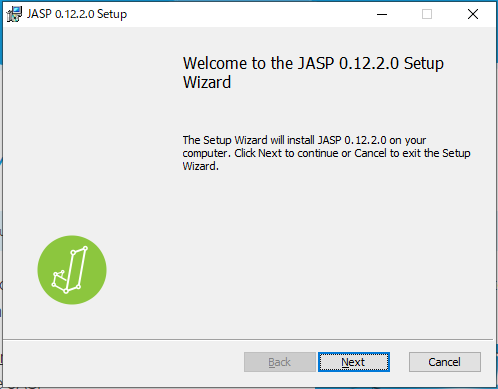 JASP 0.12.2.0 Setup
Welcome to the JASP 0.12.2.0 Setup
Wizard
The Setup Wizard will install JASP 0.12.2.0 on your
computer. Click Next to continue or Cancel to exit the Setup
Wizard.
Back
Next
Cancel